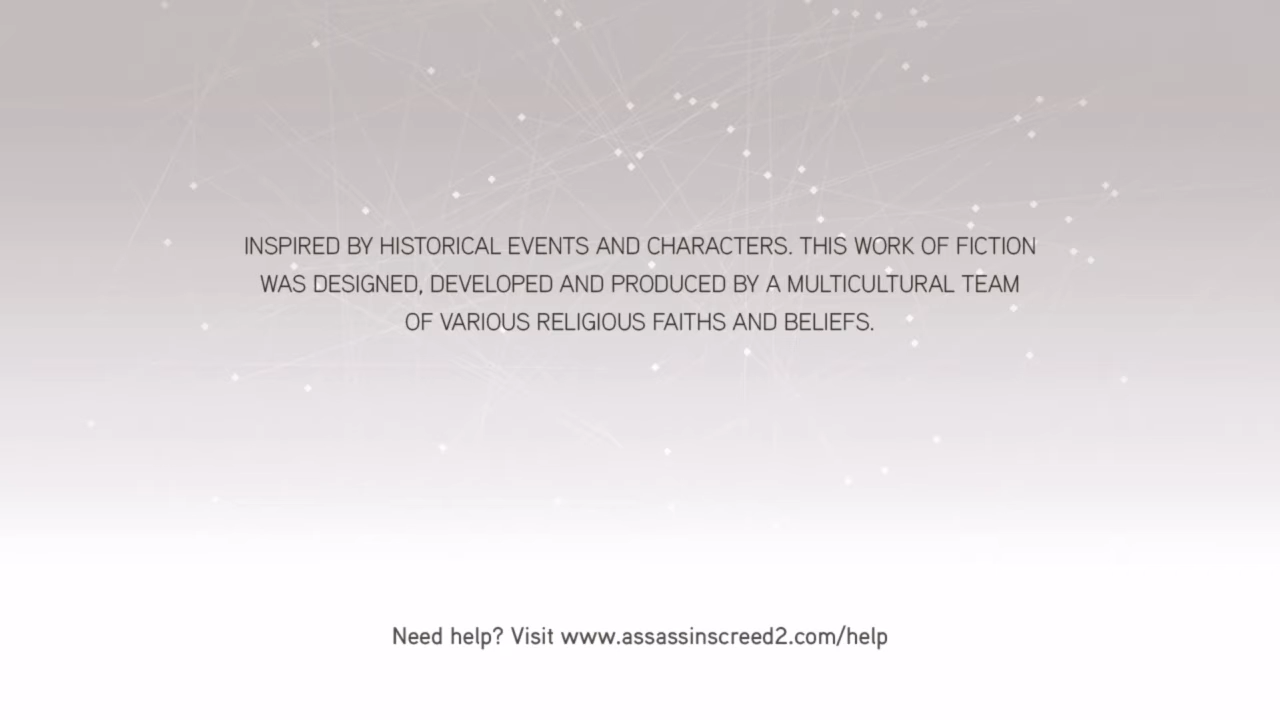 INSPIRED BY HISTORICAL EVENTS AND CHARACTERS. THIS WORK OF FICTION
WAS DESIGNED, DEVELOPED AND PRODUCED BY A MULTICULTURAL TEAM
OF VARIOUS RELIGIOUS FAITHS AND BELIEFS.
Need help? Visit www.assassinscreed2.com/help